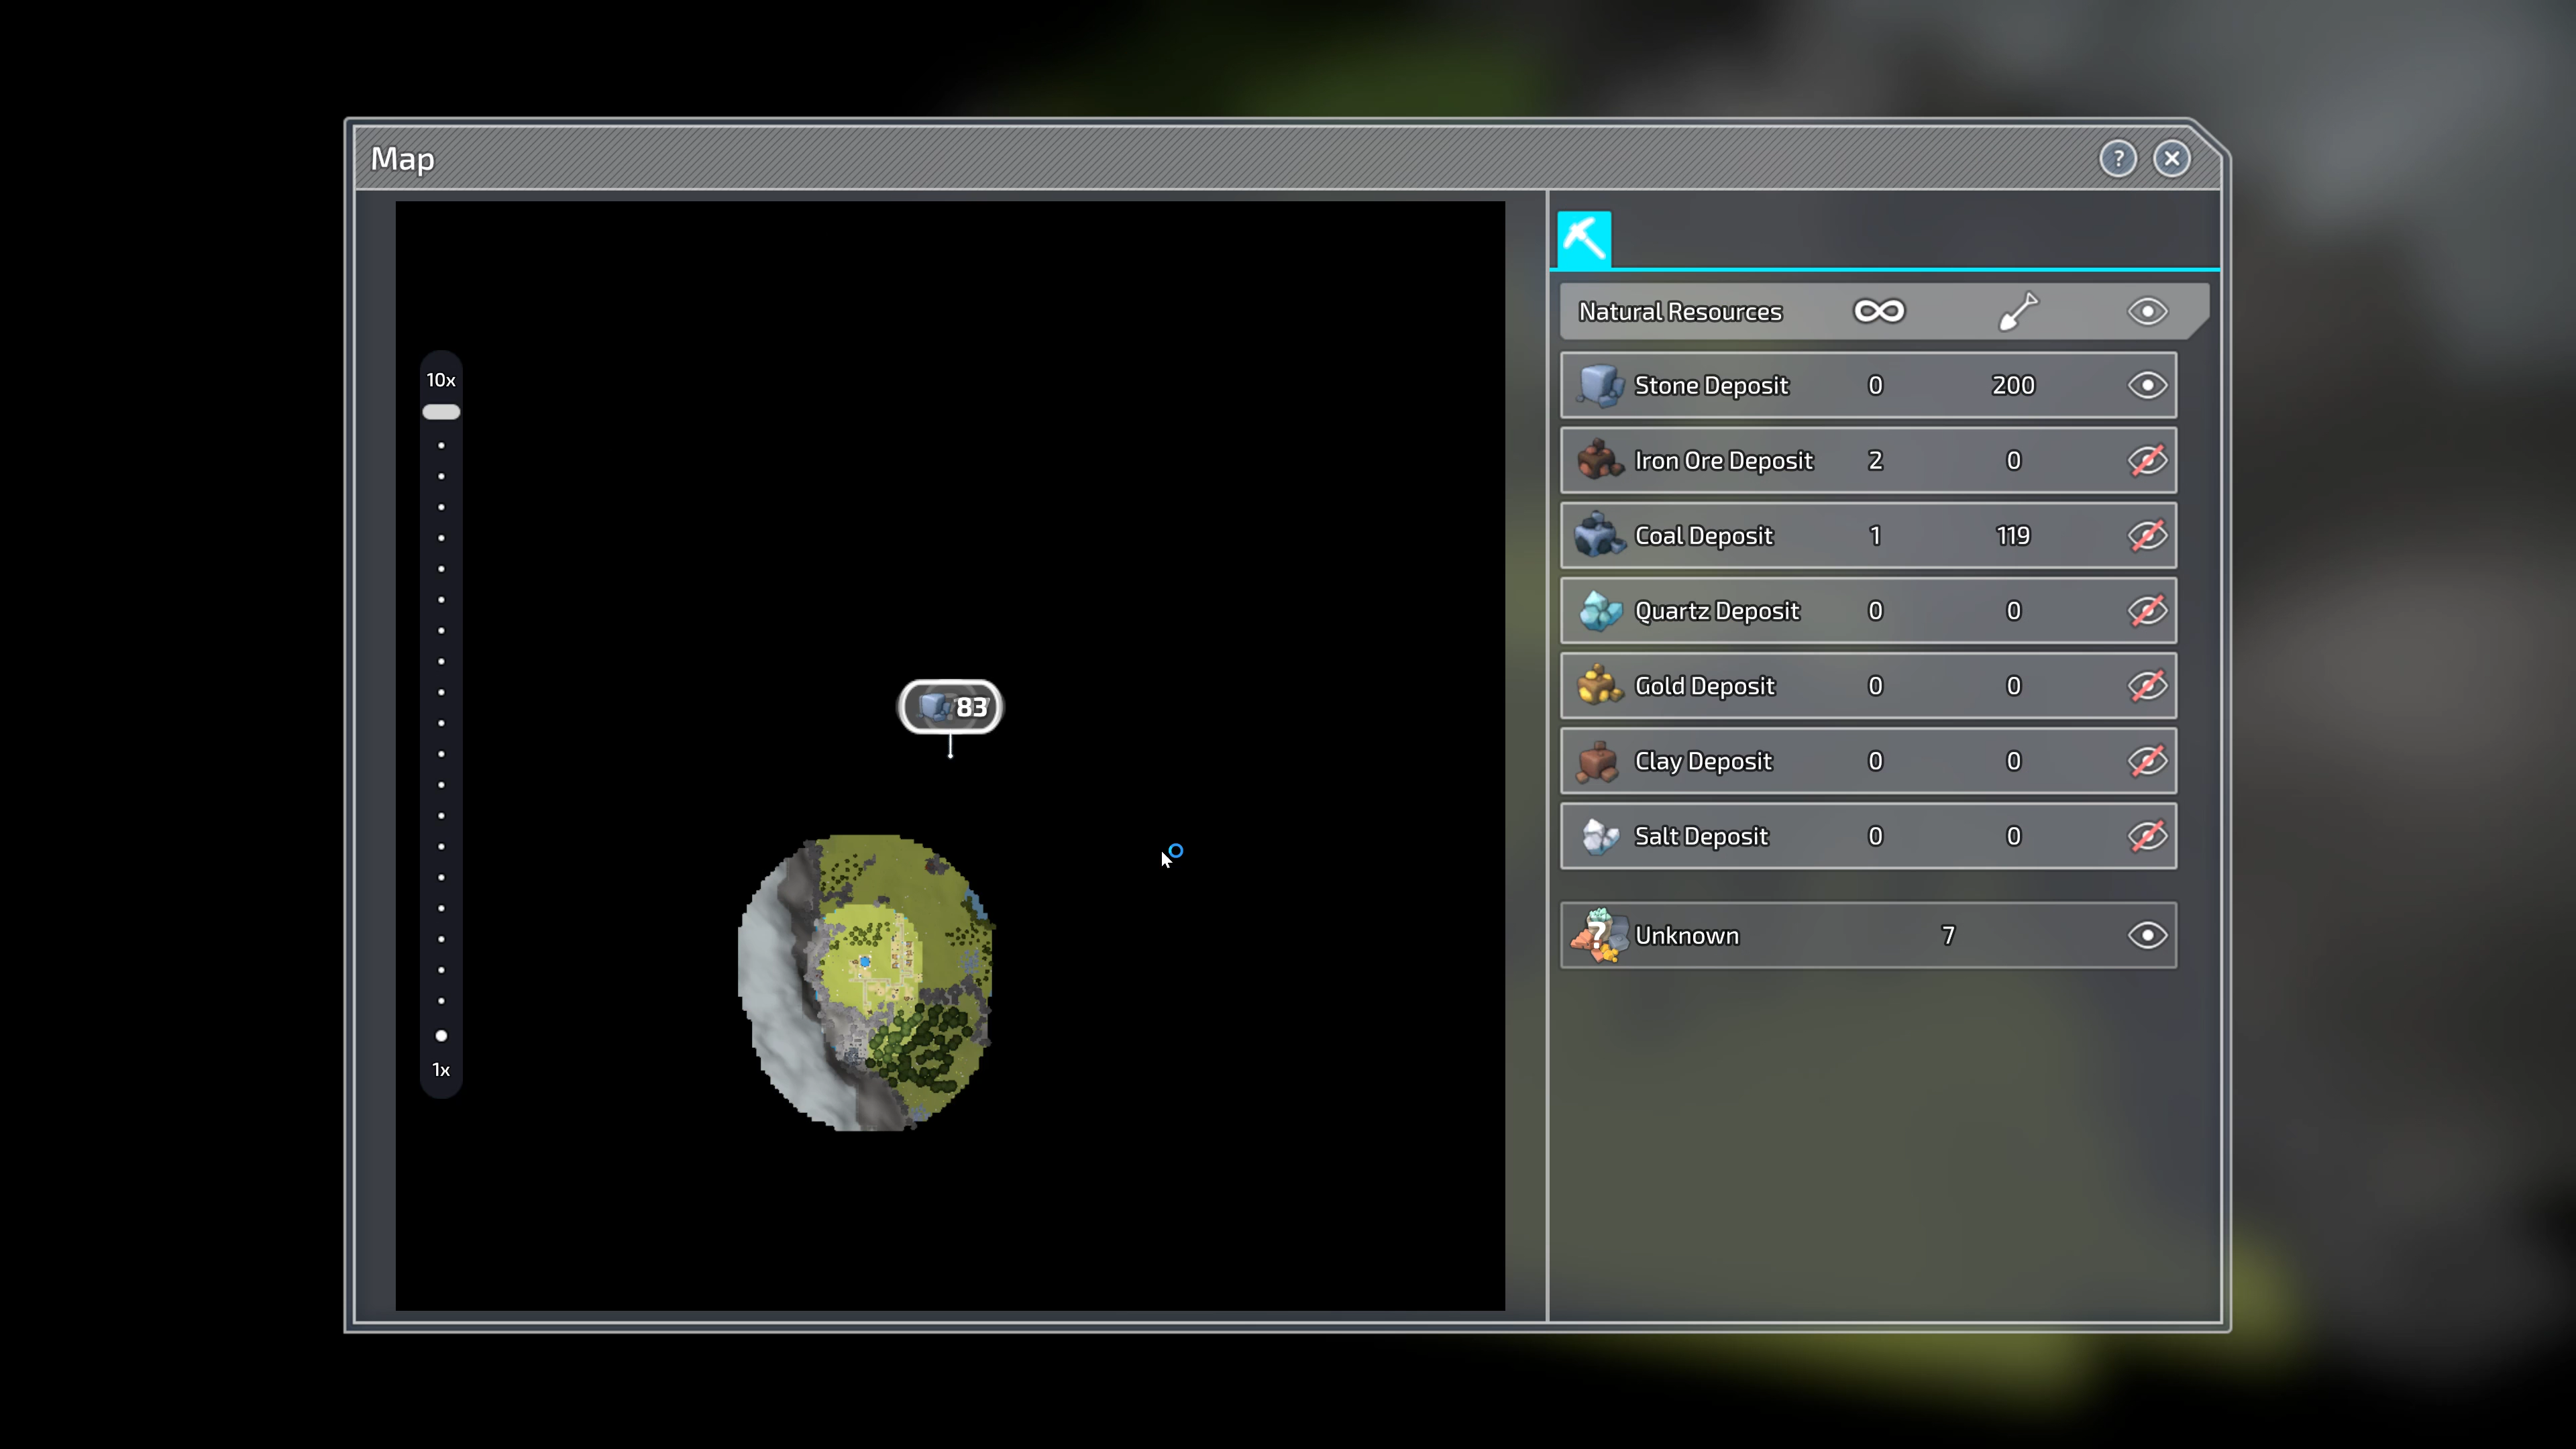 Map
?
10x
1x
83
Natural Resources
Stone Deposit 0 200
Iron Ore Deposit 2 0
Coal Deposit 1 119
Quartz Deposit 0 0
Gold Deposit 0 0
Clay Deposit 0 0
Salt Deposit 0 0
? Unknown 7